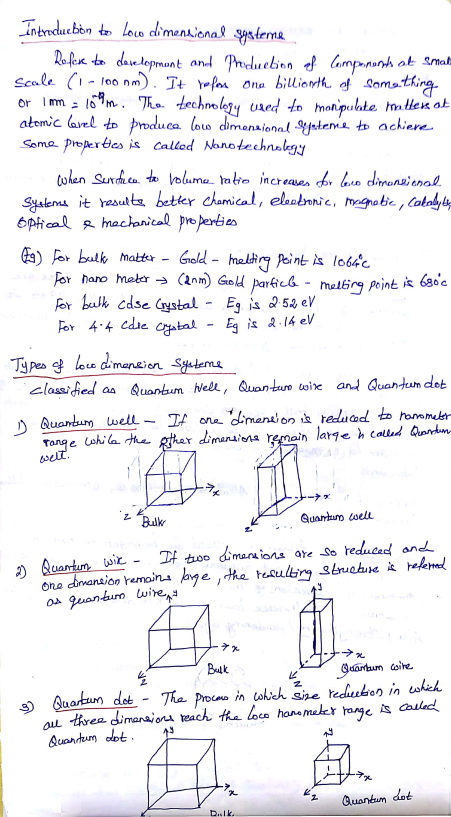 Introduction to Low dimensional systems
Refers to development and Production of Components at small
scale (1 - 100 nm). It refers one billionth of something
or 1nm = 10⁻⁹m. The technology used to manipulate matters at
atomic level to produce low dimensional systems to achieve
Some properties is called Nanotechnology
When Surface to volume ratio increases for low dimensional
Systems it results better chemical, electronic, magnetic, Catalytic,
Optical & mechanical properties
(Eg) For bulk matter - Gold - melting Point is 1064°c
For nano meter → (2nm) Gold particle - melting point is 680°c
For bulk cdse Crystal - Eg is 2.52 eV
For 4.4 Cdse crystal - Eg is 2.14 eV
Types of Low dimension Systems
Classified as Quantum Well, Quantum wire and Quantum dot
1) Quantum well - If one dimension is reduced to nanometer
range while the other dimensions remain large is called Quantum
well.
x
z
Bulk
x
z
Quantum well
2) Quantum wire - If two dimensions are so reduced and
one dimension remains large, the resulting structure is referred
as quantum wire.
y
x
z
Bulk
y
x
z
Quantum wire
3) Quantum dot - The process in which size reduction in which
all three dimensions reach the low nanometer range is called
Quantum dot.
y
x
z
Bulk
y
x
z
Quantum dot